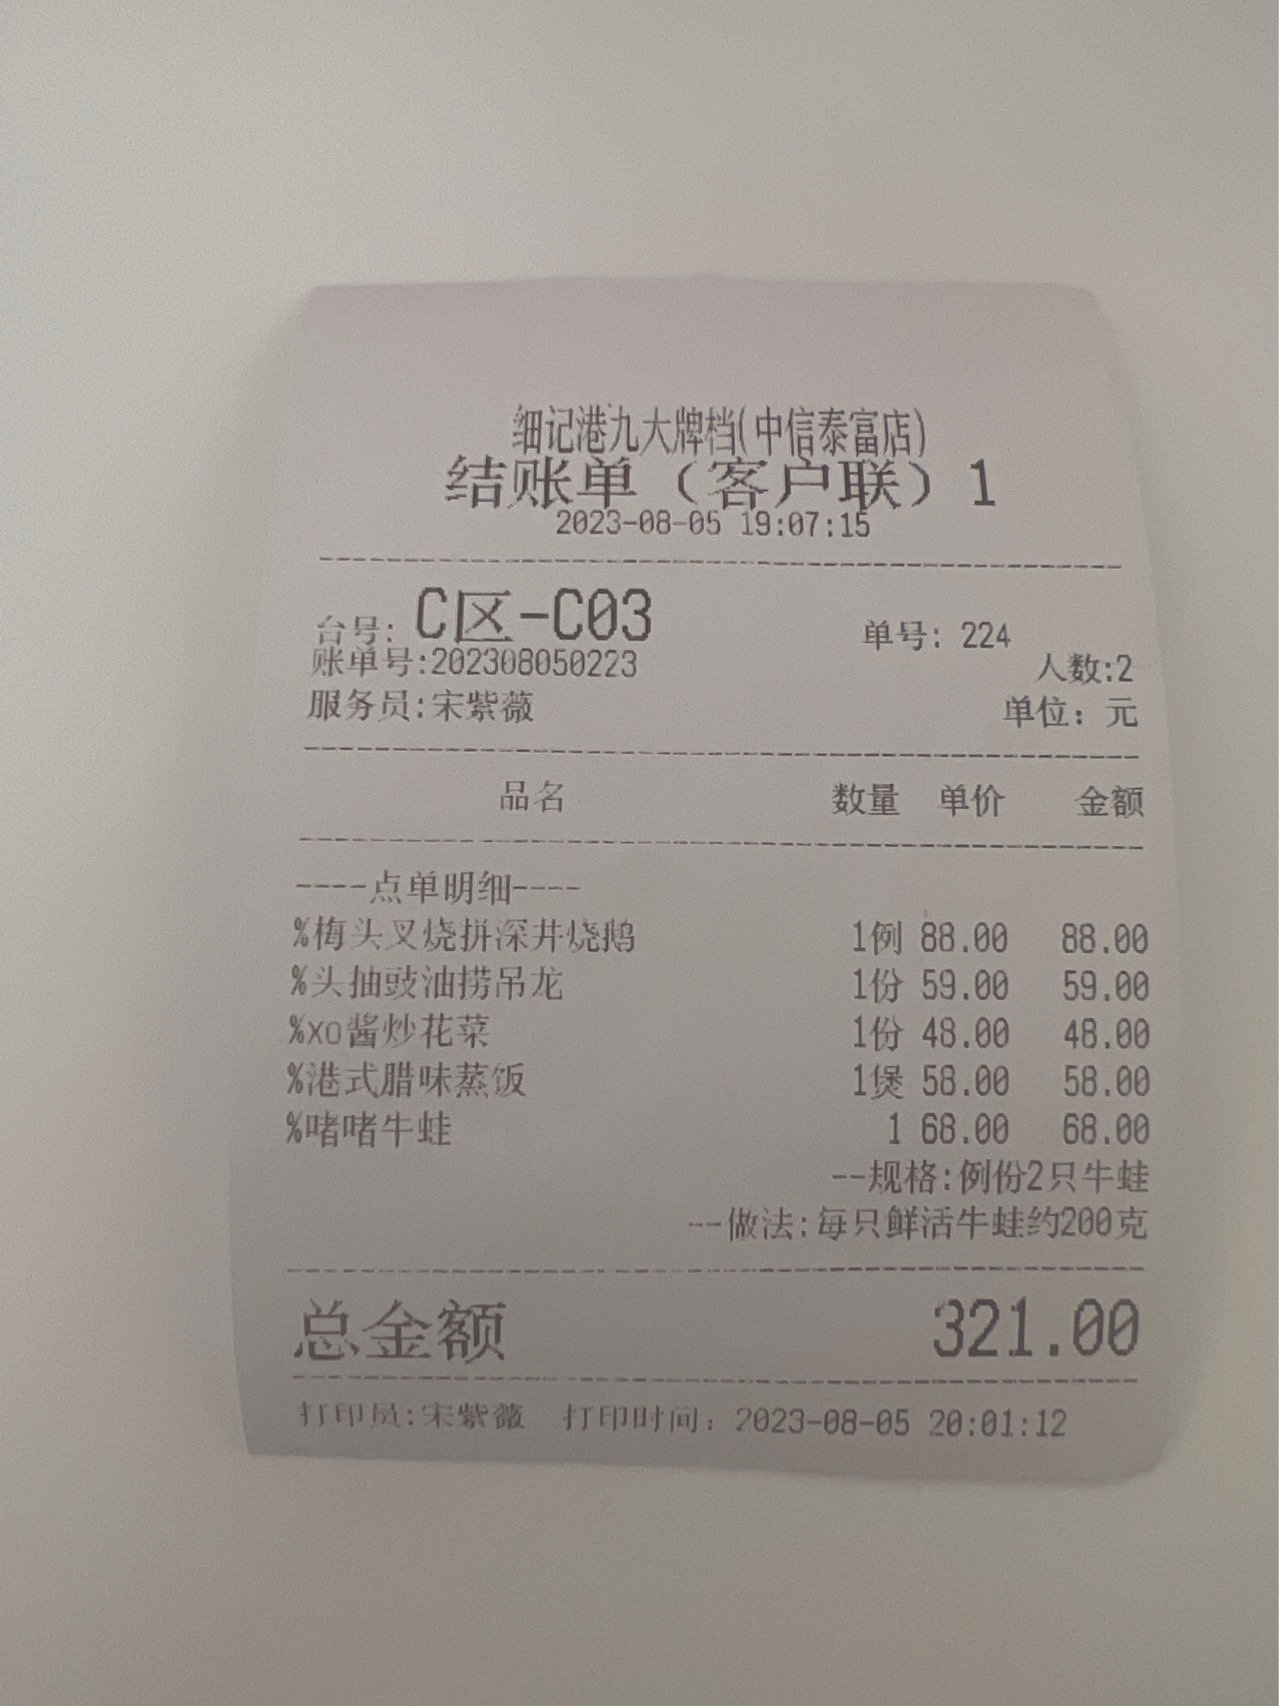 细记港九大牌档(中信泰富店)
结账单（客户联）1
2023-08-05 19:07:15
台号: C区-C03 单号: 224
账单号:202308050223 人数:2
服务员:宋紫薇 单位: 元
品名 数量 单价 金额
----点单明细----
%梅头叉烧拼深井烧鹅 1例 88.00 88.00
%头抽豉油捞吊龙 1份 59.00 59.00
%xo酱炒花菜 1份 48.00 48.00
%港式腊味蒸饭 1煲 58.00 58.00
%啫啫牛蛙 1 68.00 68.00
--规格:例份2只牛蛙
--做法:每只鲜活牛蛙约200克
总金额 321.00
打印员:宋紫薇 打印时间: 2023-08-05 20:01:12